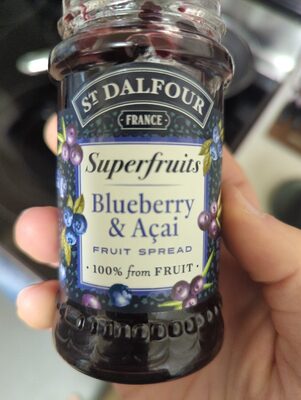 ST DALFOUR
FRANCE
Superfruits
Blueberry
& Açai
FRUIT SPREAD
· 100% from FRUIT ·